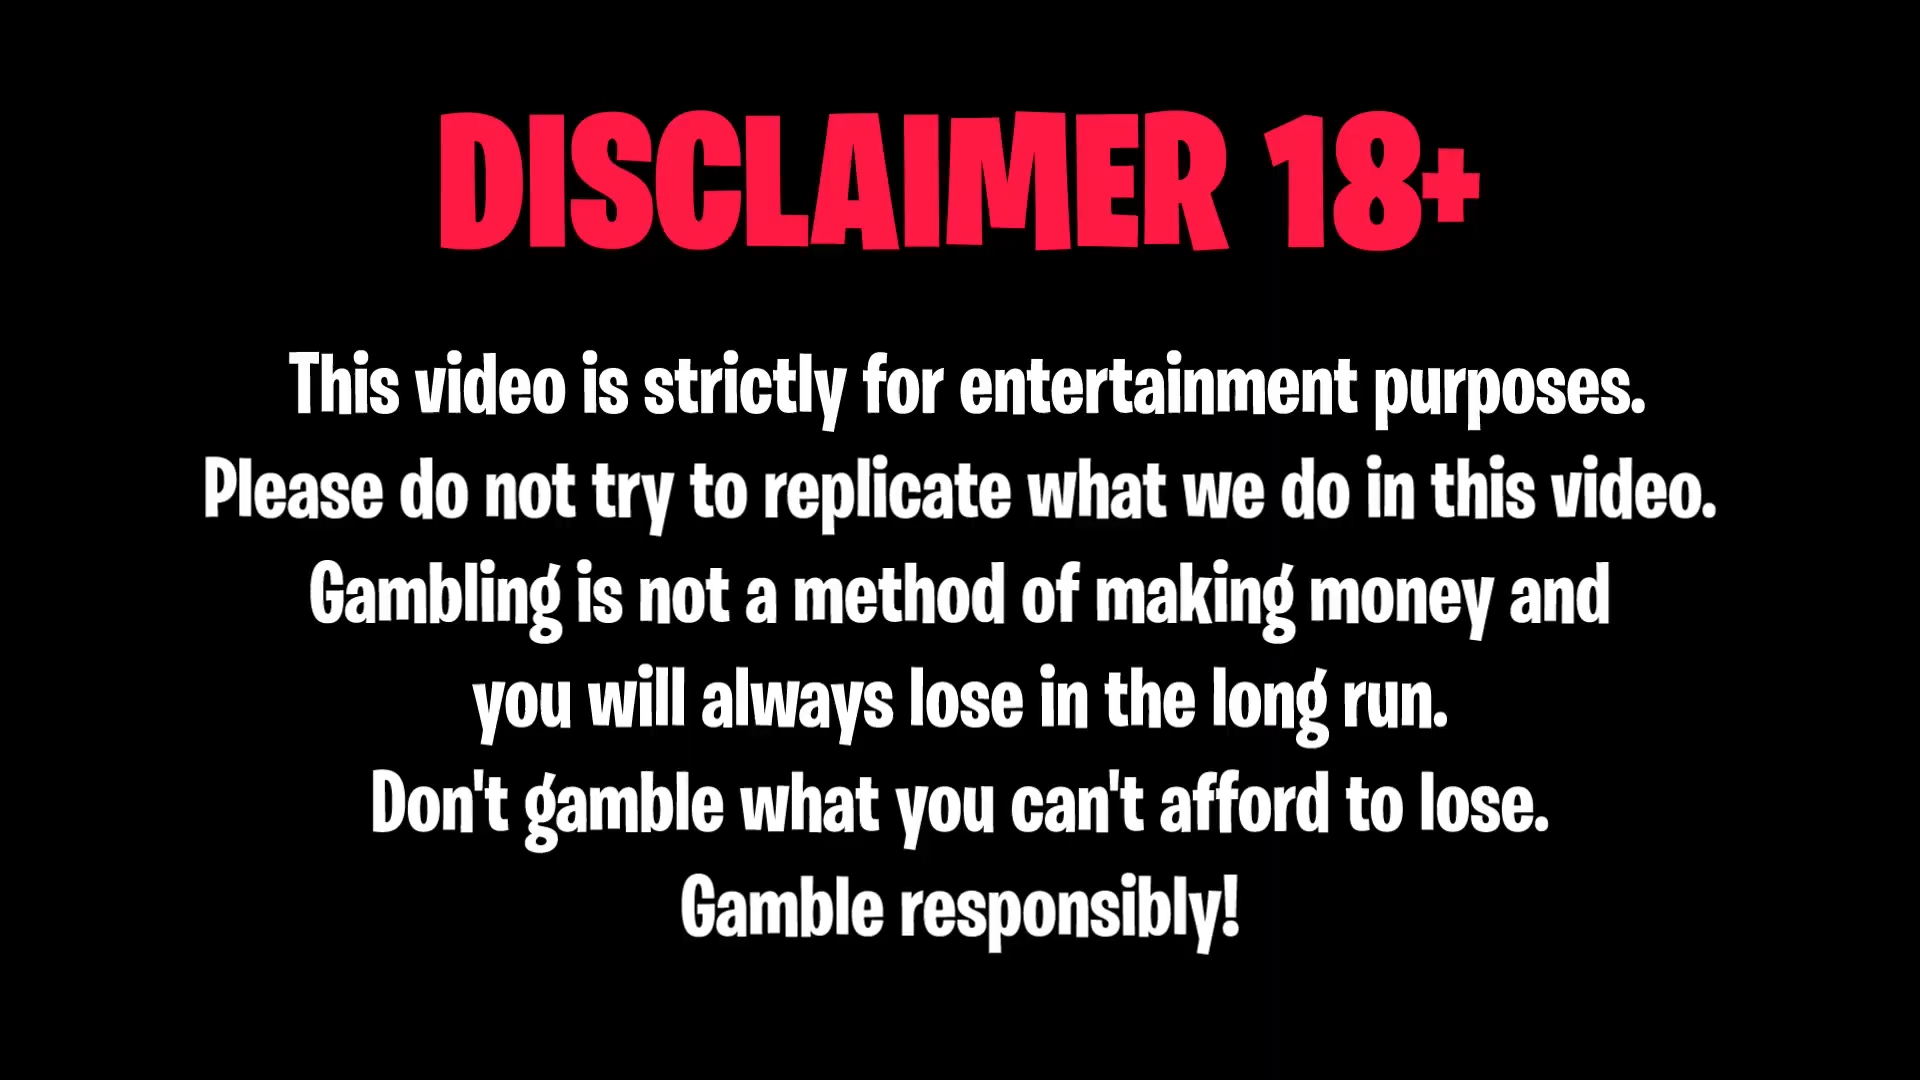 DISCLAIMER 18+
This video is strictly for entertainment purposes.
Please do not try to replicate what we do in this video.
Gambling is not a method of making money and
you will always lose in the long run.
Don't gamble what you can't afford to lose.
Gamble responsibly!